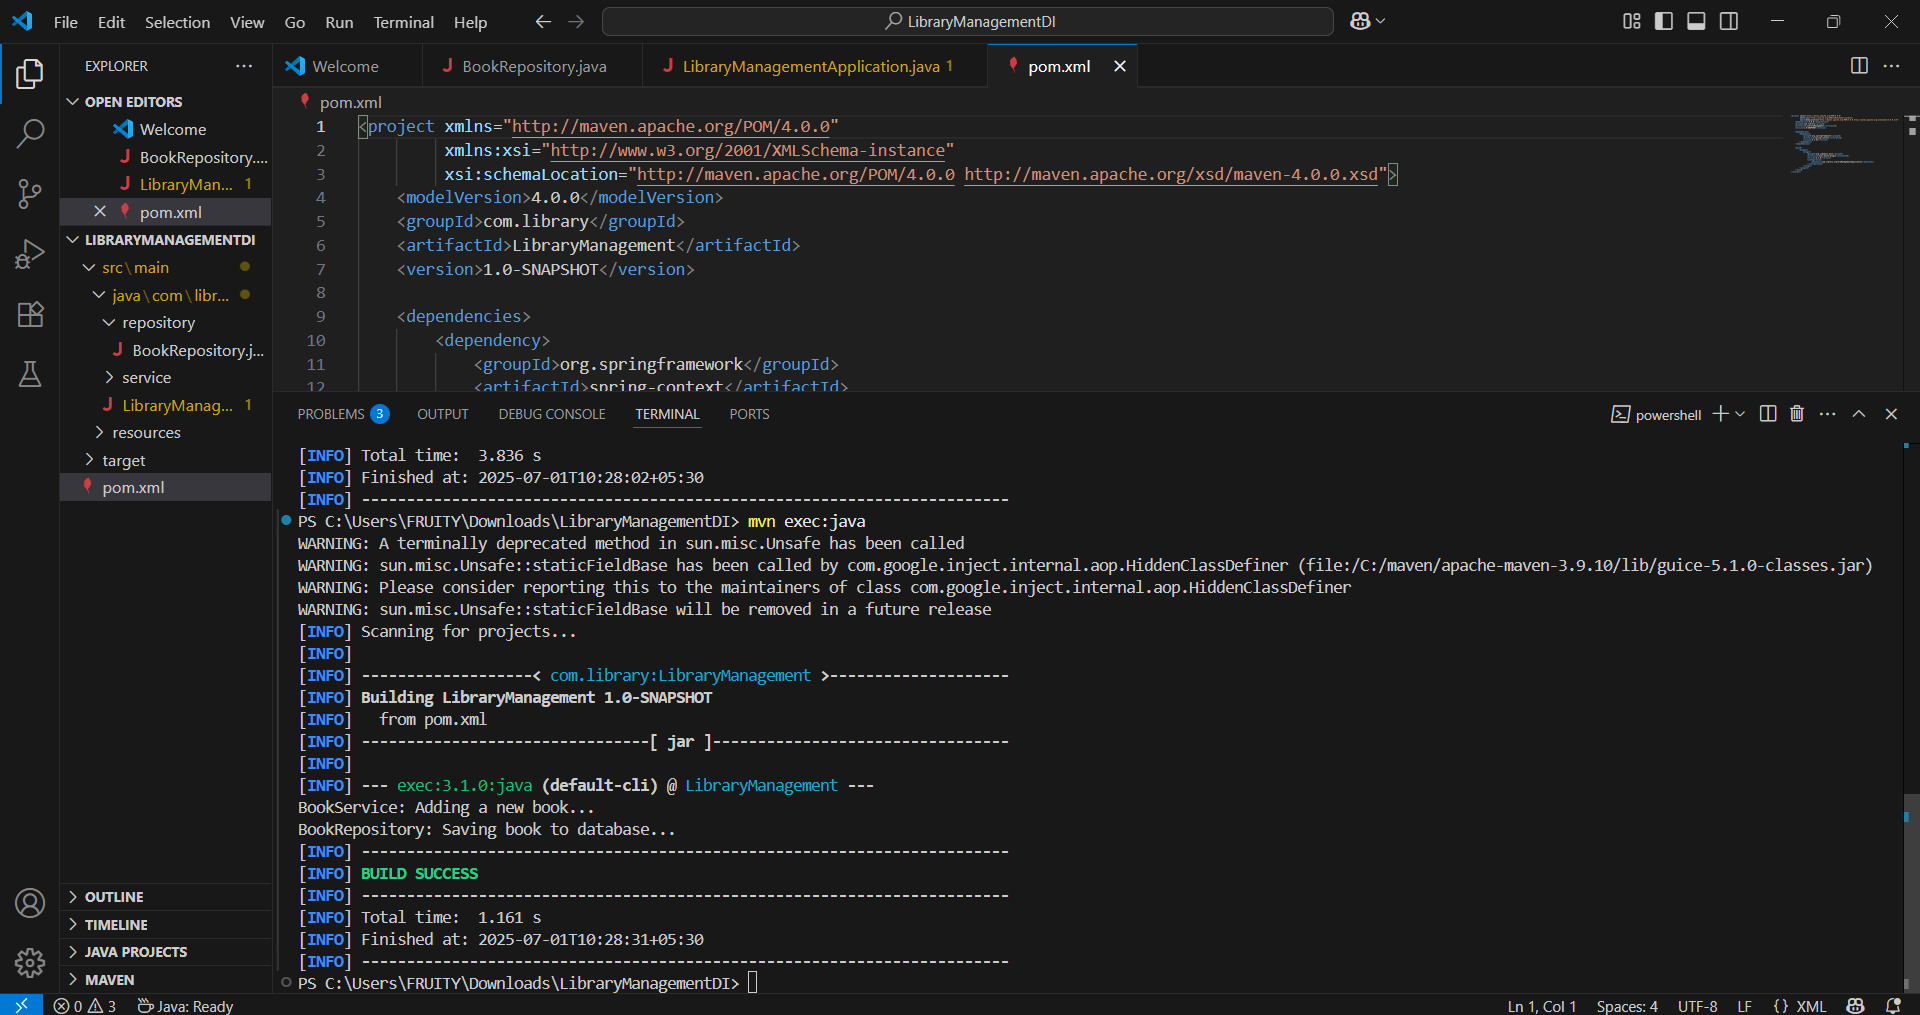 File Edit Selection View Go Run Terminal Help
LibraryManagementDI
EXPLORER
OPEN EDITORS
Welcome
BookRepository....
LibraryMan... 1
pom.xml
LIBRARYMANAGEMENTDI
src\main
java\com\libr...
repository
BookRepository.j...
service
LibraryManag... 1
resources
target
pom.xml
OUTLINE
TIMELINE
JAVA PROJECTS
MAVEN
Welcome
BookRepository.java
LibraryManagementApplication.java 1
pom.xml
pom.xml
1 <project xmlns="http://maven.apache.org/POM/4.0.0"
2 xmlns:xsi="http://www.w3.org/2001/XMLSchema-instance"
3 xsi:schemaLocation="http://maven.apache.org/POM/4.0.0 http://maven.apache.org/xsd/maven-4.0.0.xsd">
4 <modelVersion>4.0.0</modelVersion>
5 <groupId>com.library</groupId>
6 <artifactId>LibraryManagement</artifactId>
7 <version>1.0-SNAPSHOT</version>
8
9 <dependencies>
10 <dependency>
11 <groupId>org.springframework</groupId>
12 <artifactId>spring-context</artifactId>
PROBLEMS 3 OUTPUT DEBUG CONSOLE TERMINAL PORTS
powershell
[INFO] Total time:  3.836 s
[INFO] Finished at: 2025-07-01T10:28:02+05:30
[INFO] ------------------------------------------------------------------------
PS C:\Users\FRUITY\Downloads\LibraryManagementDI> mvn exec:java
WARNING: A terminally deprecated method in sun.misc.Unsafe has been called
WARNING: sun.misc.Unsafe::staticFieldBase has been called by com.google.inject.internal.aop.HiddenClassDefiner (file:/C:/maven/apache-maven-3.9.10/lib/guice-5.1.0-classes.jar)
WARNING: Please consider reporting this to the maintainers of class com.google.inject.internal.aop.HiddenClassDefiner
WARNING: sun.misc.Unsafe::staticFieldBase will be removed in a future release
[INFO] Scanning for projects...
[INFO]
[INFO] -------------------< com.library:LibraryManagement >--------------------
[INFO] Building LibraryManagement 1.0-SNAPSHOT
[INFO]   from pom.xml
[INFO] --------------------------------[ jar ]---------------------------------
[INFO]
[INFO] --- exec:3.1.0:java (default-cli) @ LibraryManagement ---
BookService: Adding a new book...
BookRepository: Saving book to database...
[INFO] ------------------------------------------------------------------------
[INFO] BUILD SUCCESS
[INFO] ------------------------------------------------------------------------
[INFO] Total time:  1.161 s
[INFO] Finished at: 2025-07-01T10:28:31+05:30
[INFO] ------------------------------------------------------------------------
PS C:\Users\FRUITY\Downloads\LibraryManagementDI>
0 3 Java: Ready
Ln 1, Col 1 Spaces: 4 UTF-8 LF {} XML